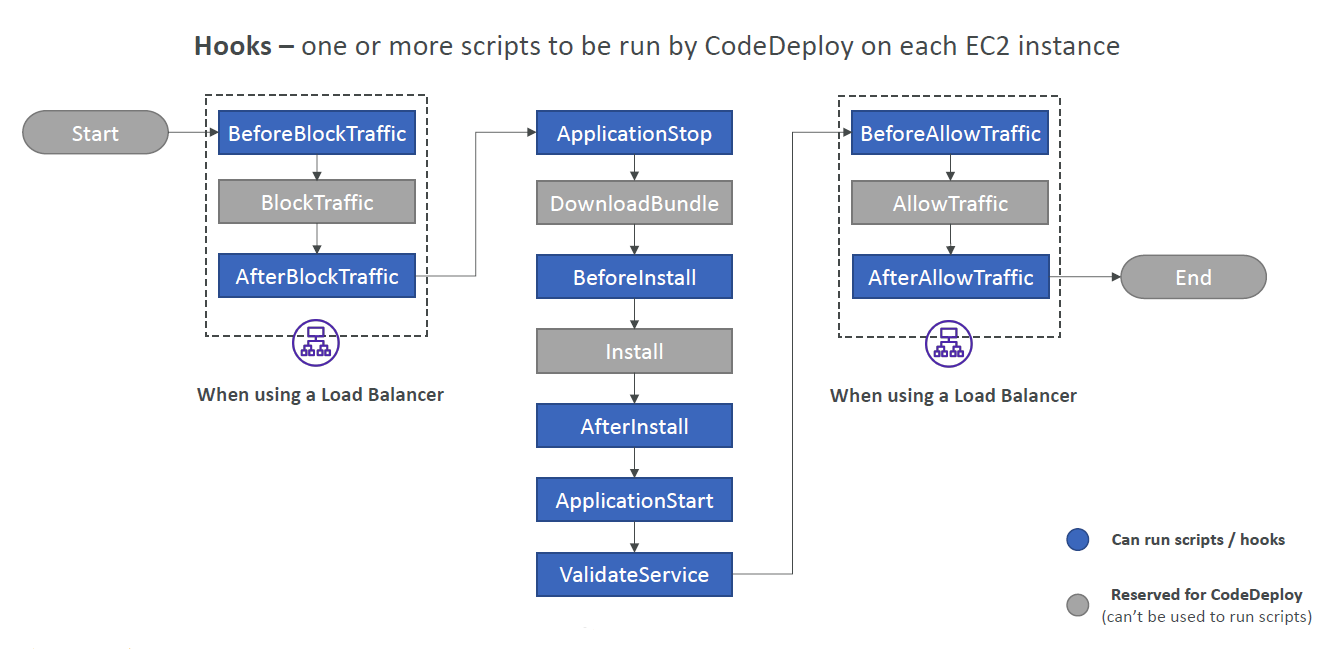 Hooks – one or more scripts to be run by CodeDeploy on each EC2 instance
Start
BeforeBlockTraffic
BlockTraffic
AfterBlockTraffic
When using a Load Balancer
ApplicationStop
DownloadBundle
BeforeInstall
Install
AfterInstall
ApplicationStart
ValidateService
BeforeAllowTraffic
AllowTraffic
AfterAllowTraffic
When using a Load Balancer
End
Can run scripts / hooks
Reserved for CodeDeploy
(can’t be used to run scripts)